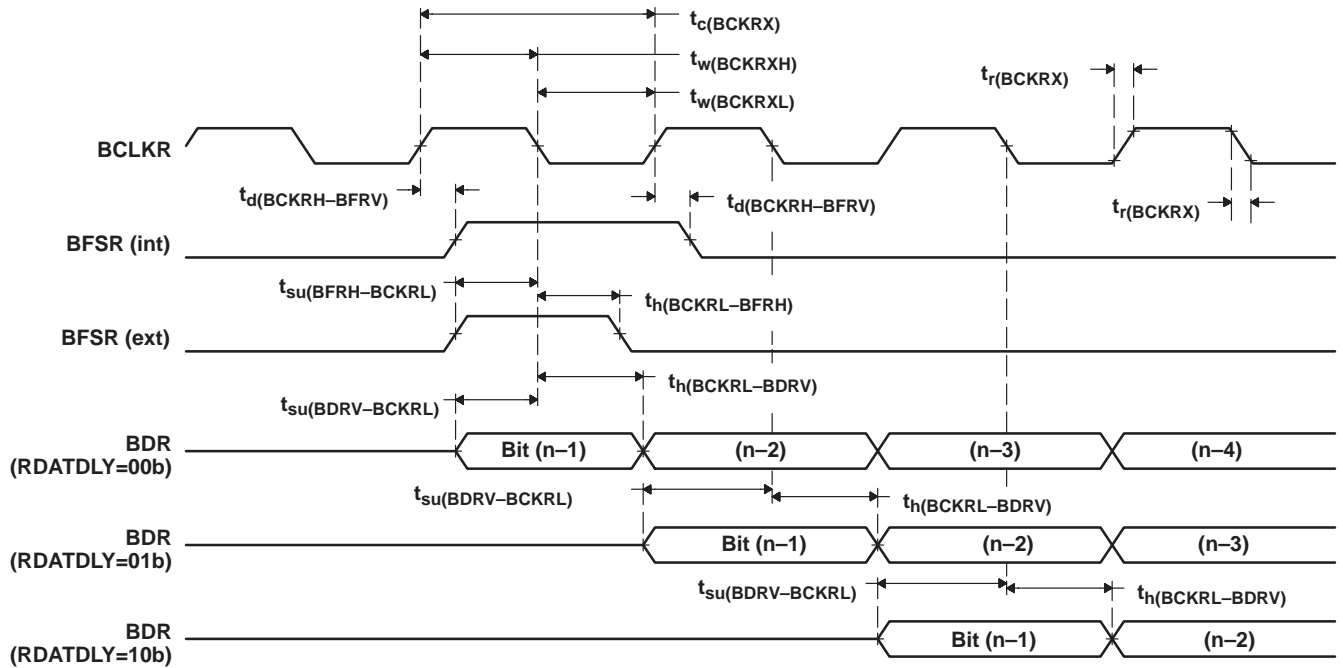 tc(BCKRX)
tw(BCKRXH)
tr(BCKRX)
tw(BCKRXL)
BCLKR
td(BCKRH–BFRV)
td(BCKRH–BFRV)
tr(BCKRX)
BFSR (int)
tsu(BFRH–BCKRL)
th(BCKRL–BFRH)
BFSR (ext)
th(BCKRL–BDRV)
tsu(BDRV–BCKRL)
BDR
(RDATDLY=00b)
Bit (n–1) (n–2) (n–3) (n–4)
tsu(BDRV–BCKRL)
th(BCKRL–BDRV)
BDR
(RDATDLY=01b)
Bit (n–1) (n–2) (n–3)
tsu(BDRV–BCKRL)
th(BCKRL–BDRV)
BDR
(RDATDLY=10b)
Bit (n–1) (n–2)